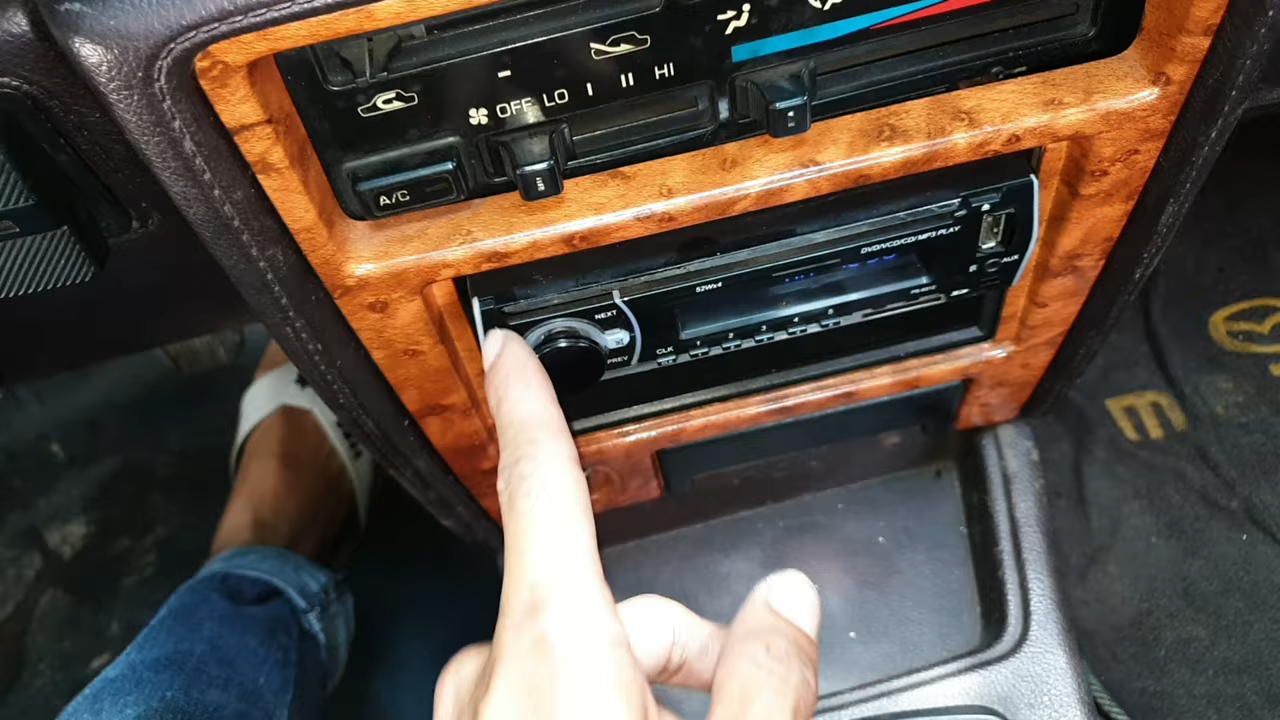 OFF LO I II HI
A/C
DVD/VCD/CD/MP3 PLAY
52Wx4
AUX
NEXT
PREV
CLK 1 2 3 4 5
m